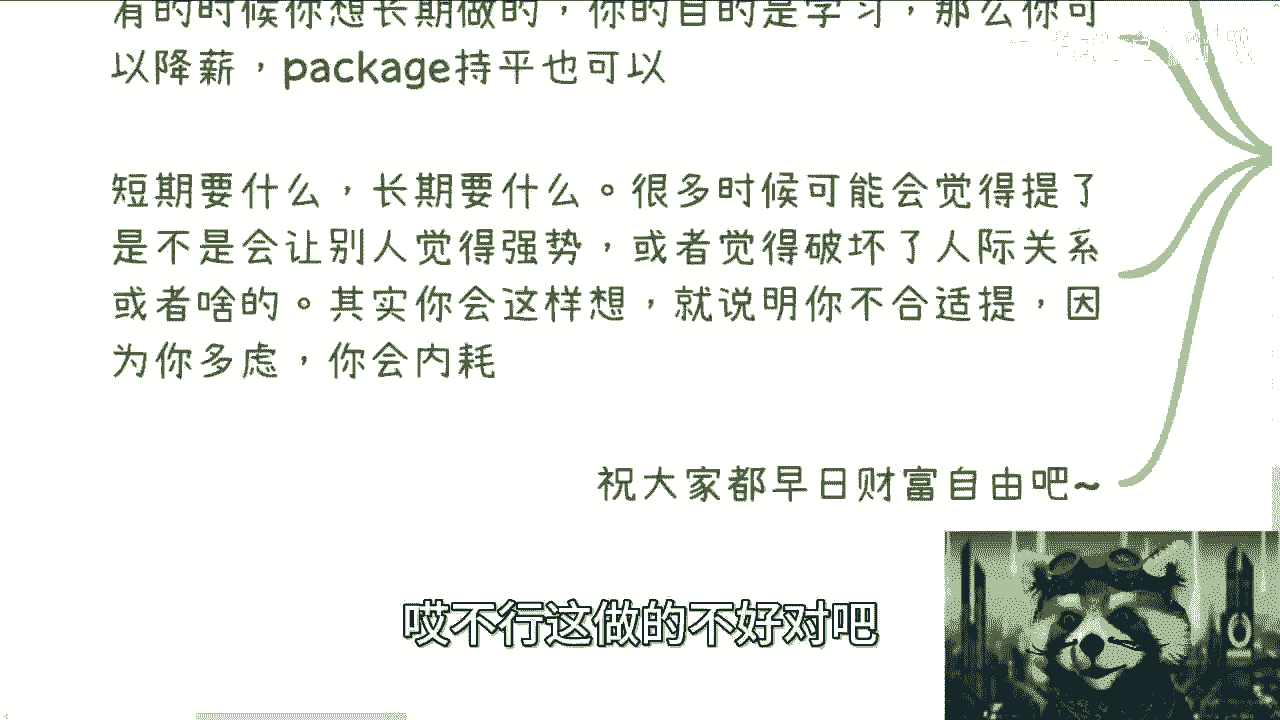 有的时候你想长期做的，你的目的是学习，那么你可
以降薪，package持平也可以
短期要什么，长期要什么。很多时候可能会觉得提了
是不是会让别人觉得强势，或者觉得破坏了人际关系
或者啥的。其实你会这样想，就说明你不合适提，因
为你多虑，你会内耗
祝大家都早日财富自由吧~
哎不行这做的不好对吧